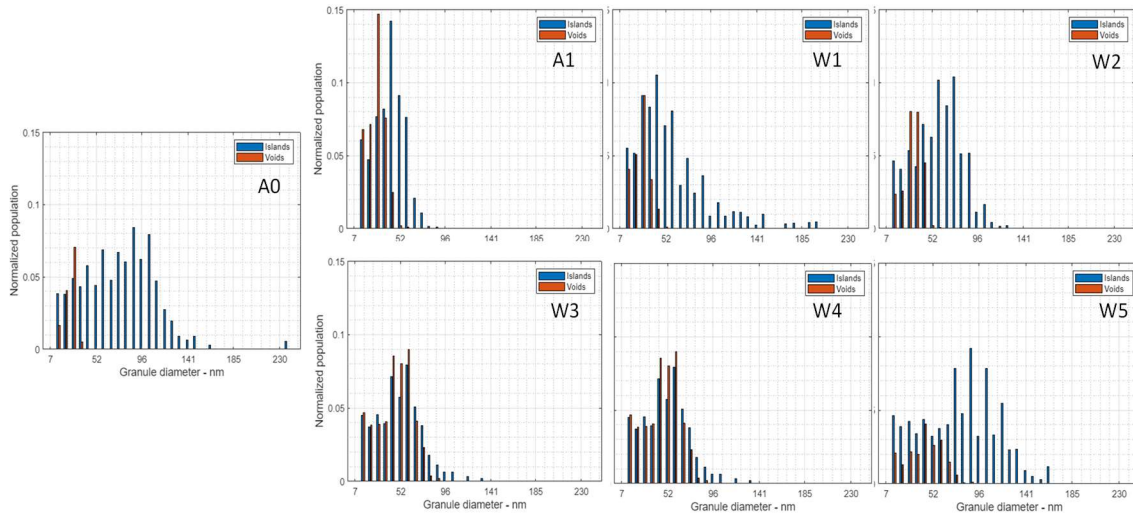 0.15
0.1
0.05
0
Normalized population
7 52 96 141 185 230
Granule diameter - nm
Islands
Voids
A0
0.15
0.1
0.05
0
Normalized population
7 52 96 141 185 230
Islands
Voids
A1
7 52 96 141 185 230
Islands
Voids
W1
7 52 96 141 185 230
Islands
Voids
W2
0.15
0.1
0.05
0
Normalized population
7 52 96 141 185 230
Granule diameter - nm
Islands
Voids
W3
7 52 96 141 185 230
Granule diameter - nm
Islands
Voids
W4
7 52 96 141 185 230
Granule diameter - nm
Islands
Voids
W5